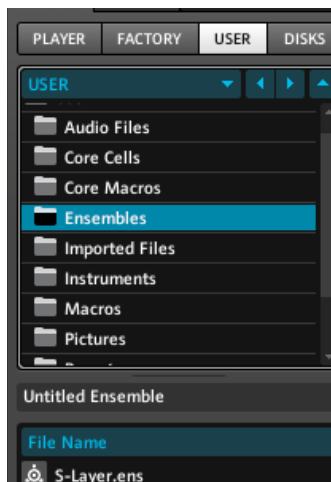 PLAYER FACTORY USER DISKS
USER
Audio Files
Core Cells
Core Macros
Ensembles
Imported Files
Instruments
Macros
Pictures
Untitled Ensemble
File Name
S-Layer.ens